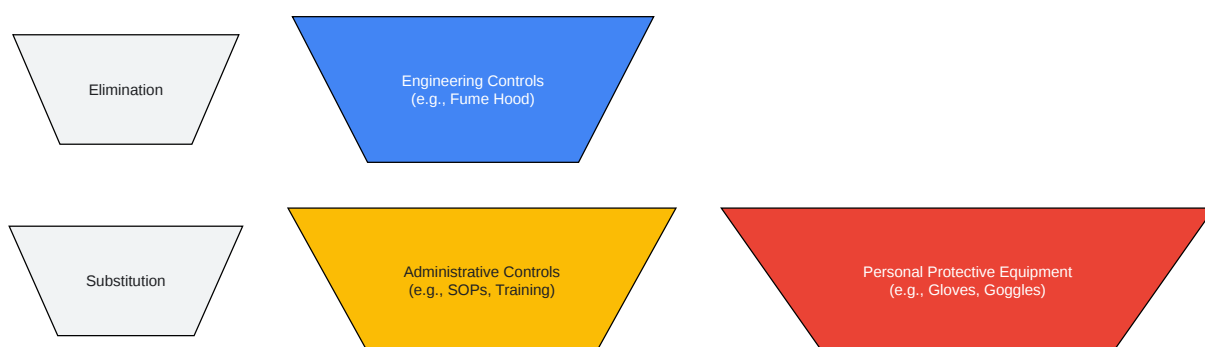 Elimination
Engineering Controls
(e.g., Fume Hood)
Substitution
Administrative Controls
(e.g., SOPs, Training)
Personal Protective Equipment
(e.g., Gloves, Goggles)